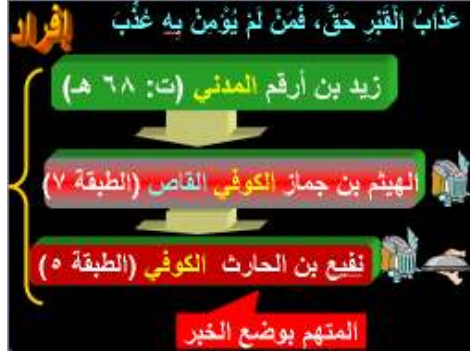 عَذَابُ الْقَبْرِ حَقٌّ، فَمَنْ لَمْ يُؤْمِنْ بِهِ عُذِّبَ
إفراد
زيد بن أرقم المدني (ت: ٦٨ هـ)
الهيثم بن جماز الكوفي القاص (الطبقة ٧)
نفيع بن الحارث الكوفي (الطبقة ٥)
المتهم بوضع الخبر